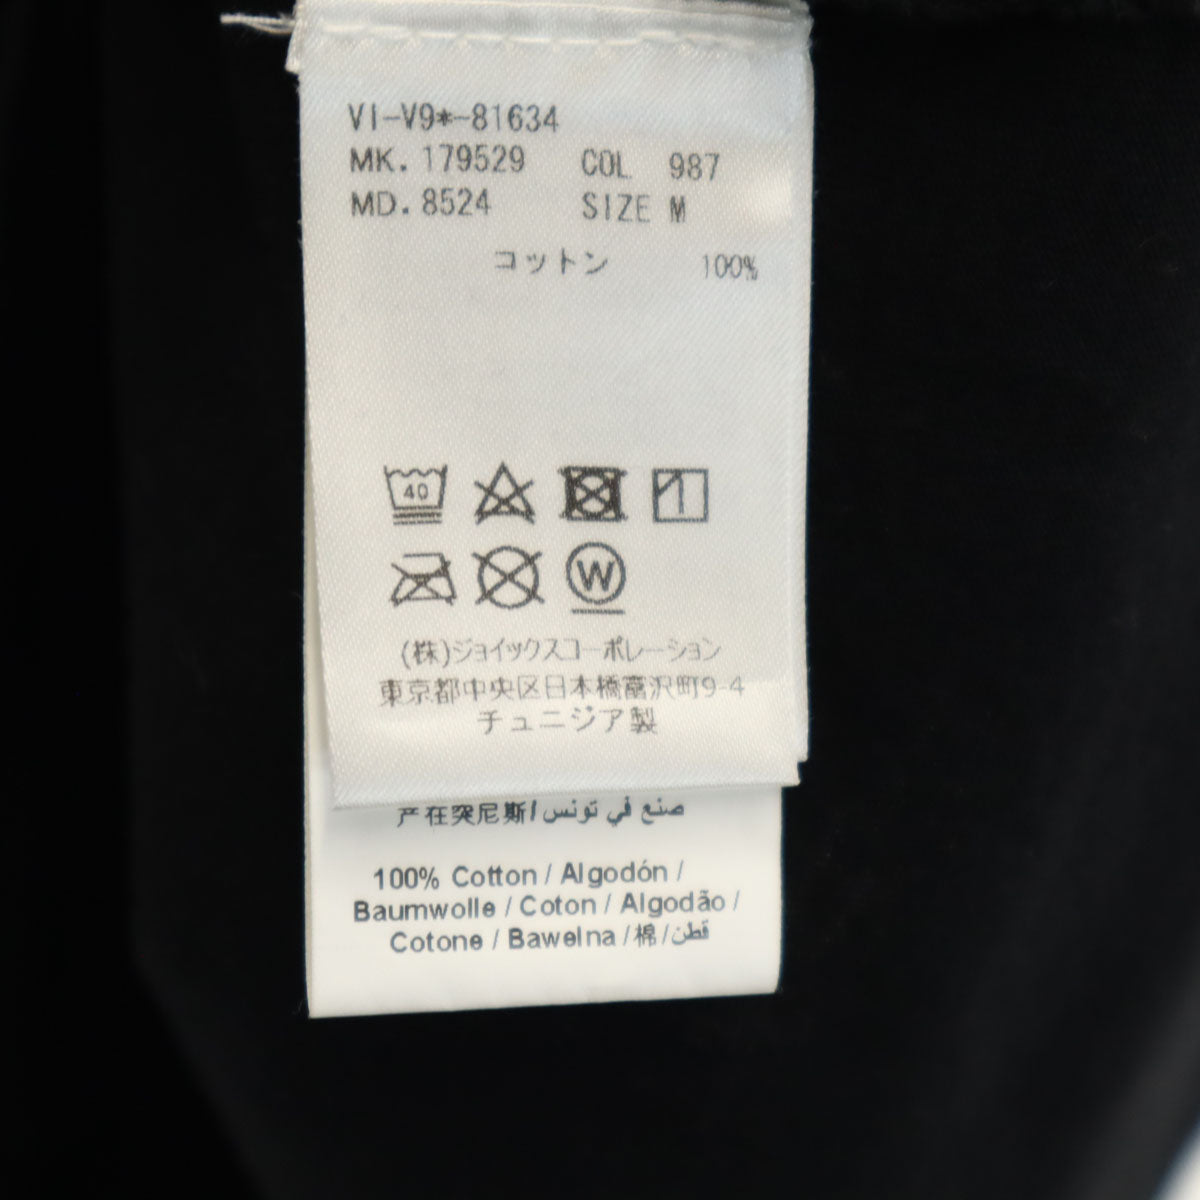 VI-V9*-81634
MK. 179529 COL 987
MD. 8524 SIZE M
コットン 100%
40
W
(株)ジョイックスコーポレーション
東京都中央区日本橋富沢町9-4
チュニジア製
产在突尼斯/صنع في تونس
100% Cotton / Algodón /
Baumwolle / Coton / Algodão /
Cotone / Bawelna /棉/قطن